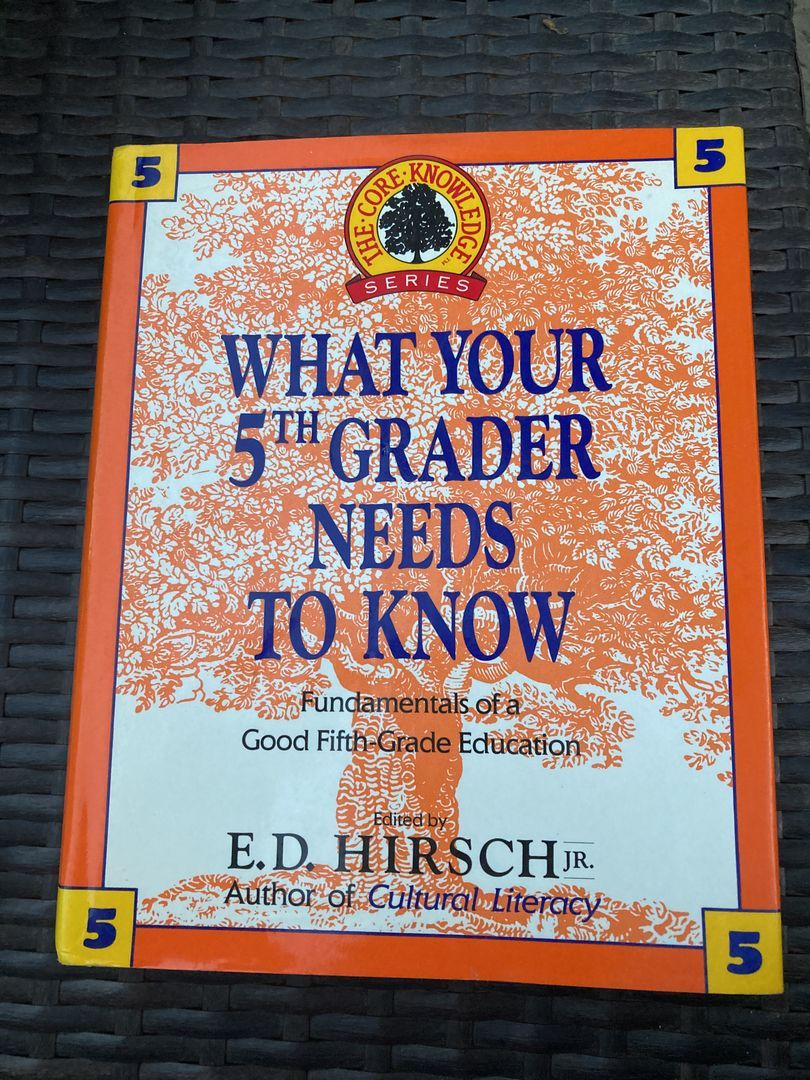 5
5
THE·CORE·KNOWLEDGE
SERIES
WHAT YOUR
5TH GRADER
NEEDS
TO KNOW
Fundamentals of a
Good Fifth-Grade Education
Edited by
E.D. HIRSCH JR.
Author of Cultural Literacy
5
5